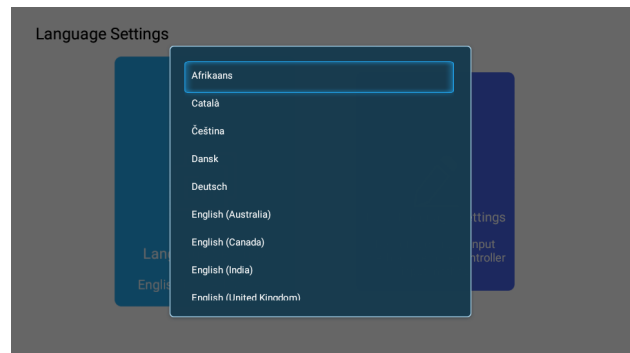 Language Settings
Afrikaans
Català
Čeština
Dansk
Deutsch
English (Australia)
English (Canada)
English (India)
English (United Kingdom)